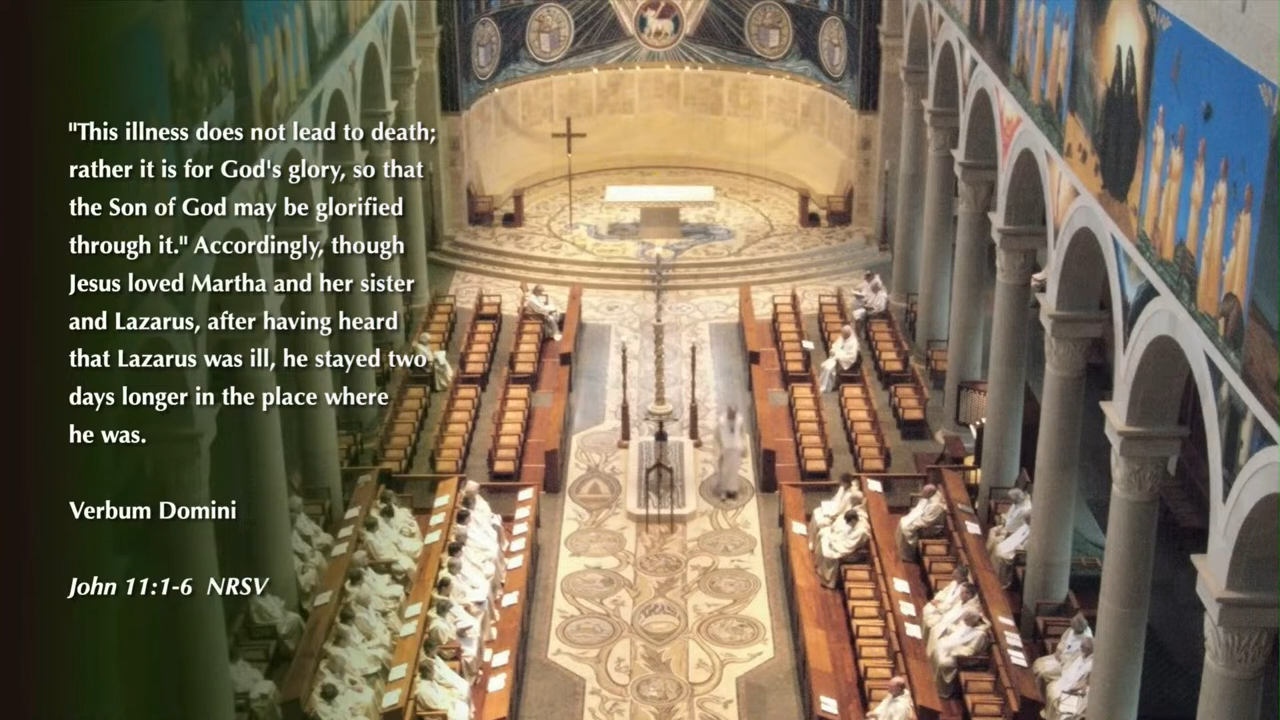 "This illness does not lead to death;
rather it is for God's glory, so that
the Son of God may be glorified
through it." Accordingly, though
Jesus loved Martha and her sister
and Lazarus, after having heard
that Lazarus was ill, he stayed two
days longer in the place where
he was.
Verbum Domini
John 11:1-6 NRSV